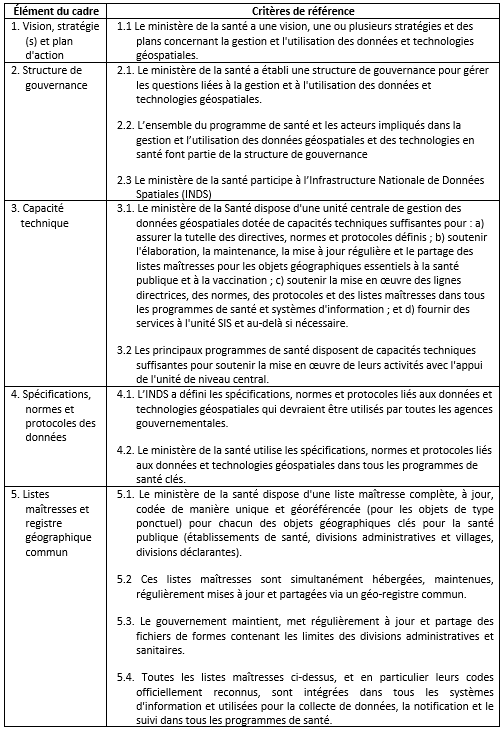 Élément du cadre
Critères de référence
1. Vision, stratégie
(s) et plan
d'action
1.1 Le ministère de la santé a une vision, une ou plusieurs stratégies et des
plans concernant la gestion et l'utilisation des données et technologies
géospatiales.
2. Structure de
gouvernance
2.1. Le ministère de la santé a établi une structure de gouvernance pour gérer
les questions liées à la gestion et à l'utilisation des données et
technologies géospatiales.
2.2. L’ensemble du programme de santé et les acteurs impliqués dans la
gestion et l’utilisation des données géospatiales et des technologies en
santé font partie de la structure de gouvernance
2.3 Le ministère de la santé participe à l’Infrastructure Nationale de Données
Spatiales (INDS)
3. Capacité
technique
3.1. Le ministère de la Santé dispose d'une unité centrale de gestion des
données géospatiales dotée de capacités techniques suffisantes pour : a)
assurer la tutelle des directives, normes et protocoles définis ; b) soutenir
l'élaboration, la maintenance, la mise à jour régulière et le partage des
listes maîtresses pour les objets géographiques essentiels à la santé
publique et à la vaccination ; c) soutenir la mise en œuvre des lignes
directrices, des normes, des protocoles et des listes maîtresses dans tous
les programmes de santé et systèmes d'information ; et d) fournir des
services à l'unité SIS et au-delà si nécessaire.
3.2 Les principaux programmes de santé disposent de capacités techniques
suffisantes pour soutenir la mise en œuvre de leurs activités avec l'appui
de l'unité de niveau central.
4. Spécifications,
normes et
protocoles des
données
4.1. L’INDS a défini les spécifications, normes et protocoles liés aux données et
technologies géospatiales qui devraient être utilisés par toutes les agences
gouvernementales.
4.2. Le ministère de la santé utilise les spécifications, normes et protocoles liés
aux données et technologies géospatiales dans tous les programmes de
santé clés.
5. Listes
maîtresses et
registre
géographique
commun
5.1. Le ministère de la santé dispose d'une liste maîtresse complète, à jour,
codée de manière unique et géoréférencée (pour les objets de type
ponctuel) pour chacun des objets géographiques clés pour la santé
publique (établissements de santé, divisions administratives et villages,
divisions déclarantes).
5.2 Ces listes maîtresses sont simultanément hébergées, maintenues,
régulièrement mises à jour et partagées via un géo-registre commun.
5.3. Le gouvernement maintient, met régulièrement à jour et partage des
fichiers de formes contenant les limites des divisions administratives et
sanitaires.
5.4. Toutes les listes maîtresses ci-dessus, et en particulier leurs codes
officiellement reconnus, sont intégrées dans tous les systèmes
d'information et utilisées pour la collecte de données, la notification et le
suivi dans tous les programmes de santé.